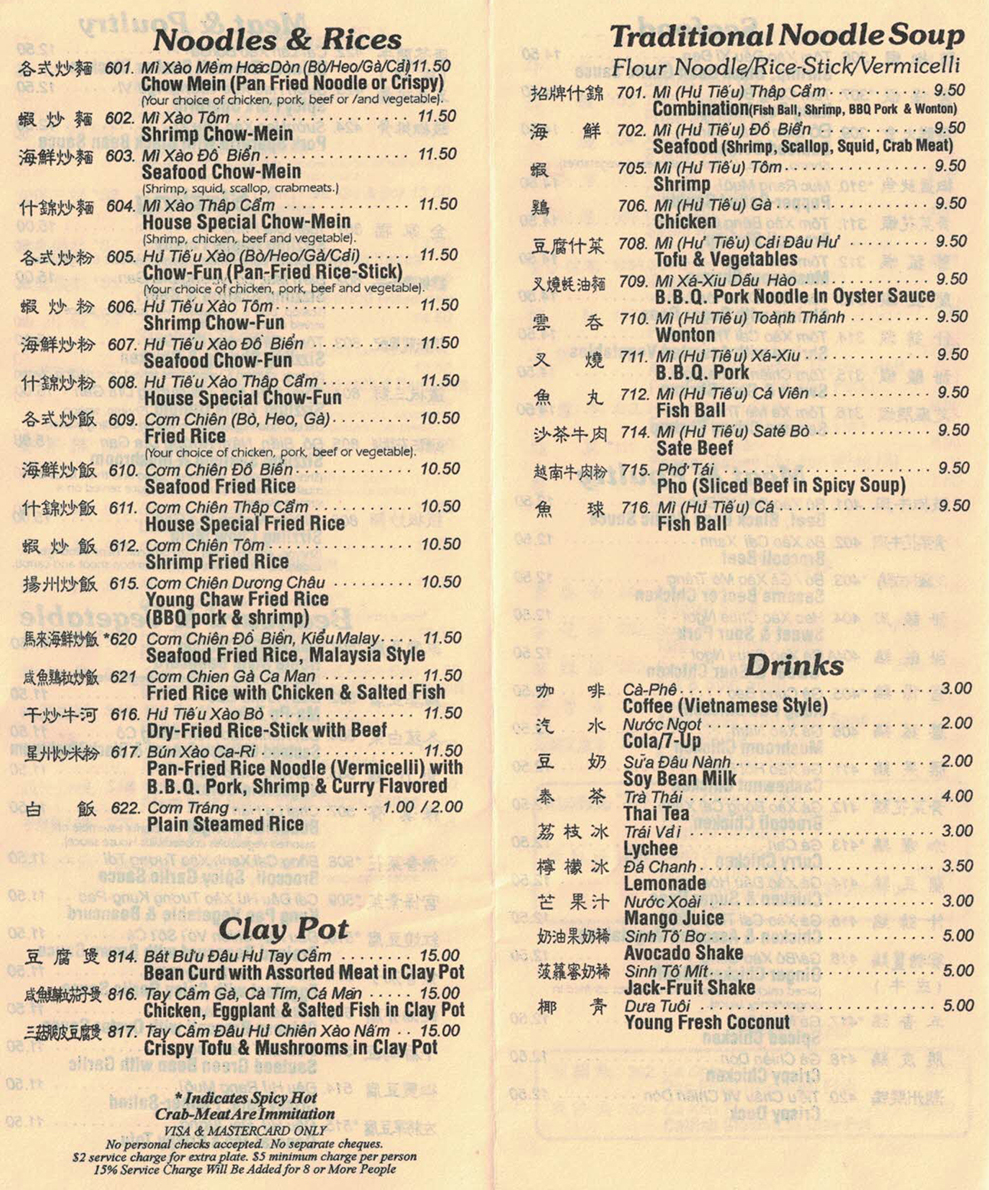 Noodles & Rices
各式炒麵 601. Mì Xào Mềm Hoặc Dòn (Bò/Heo/Gà/Cải) 11.50
Chow Mein (Pan Fried Noodle or Crispy)
(Your choice of chicken, pork, beef or /and vegetable).
蝦炒麵 602. Mì Xào Tôm 11.50
Shrimp Chow-Mein
海鮮炒麵 603. Mì Xào Đồ Biển 11.50
Seafood Chow-Mein
(Shrimp, squid, scallop, crabmeats.)
什錦炒麵 604. Mì Xào Thập Cẩm 11.50
House Special Chow-Mein
(Shrimp, chicken, beef and vegetable).
各式炒粉 605. Hủ Tiếu Xào (Bò/Heo/Gà/Cải) 11.50
Chow-Fun (Pan-Fried Rice-Stick)
(Your choice of chicken, pork, beef and vegetable).
蝦炒粉 606. Hủ Tiếu Xào Tôm 11.50
Shrimp Chow-Fun
海鮮炒粉 607. Hủ Tiếu Xào Đồ Biển 11.50
Seafood Chow-Fun
什錦炒粉 608. Hủ Tiếu Xào Thập Cẩm 11.50
House Special Chow-Fun
各式炒飯 609. Cơm Chiên (Bò, Heo, Gà) 10.50
Fried Rice
(Your choice of chicken, pork, beef or vegetable).
海鮮炒飯 610. Cơm Chiên Đồ Biển 10.50
Seafood Fried Rice
什錦炒飯 611. Cơm Chiên Thập Cẩm 10.50
House Special Fried Rice
蝦炒飯 612. Cơm Chiên Tôm 10.50
Shrimp Fried Rice
揚州炒飯 615. Cơm Chiên Dương Châu 10.50
Young Chaw Fried Rice
(BBQ pork & shrimp)
馬來海鮮炒飯 *620 Cơm Chiên Đồ Biển, Kiểu Malay 11.50
Seafood Fried Rice, Malaysia Style
咸魚鷄粒炒飯 621 Cơm Chien Gà Ca Man 11.50
Fried Rice with Chicken & Salted Fish
干炒牛河 616. Hủ Tiếu Xào Bò 11.50
Dry-Fried Rice-Stick with Beef
星州炒米粉 617. Bún Xào Ca-Ri 11.50
Pan-Fried Rice Noodle (Vermicelli) with
B.B.Q. Pork, Shrimp & Curry Flavored
白飯 622. Cơm Trắng 1.00 / 2.00
Plain Steamed Rice
Clay Pot
豆腐煲 814. Bát Bưu Đâu Hư Tay Cầm 15.00
Bean Curd with Assorted Meat in Clay Pot
咸魚鷄粒茄子煲 816. Tay Cầm Gà, Cà Tím, Cá Mặn 15.00
Chicken, Eggplant & Salted Fish in Clay Pot
三菇脆皮豆腐煲 817. Tay Cầm Đâu Hủ Chiên Xào Nấm 15.00
Crispy Tofu & Mushrooms in Clay Pot
* Indicates Spicy Hot
Crab-Meat Are Immitation
VISA & MASTERCARD ONLY
No personal checks accepted. No separate cheques.
$2 service charge for extra plate. $5 minimum charge per person
15% Service Charge Will Be Added for 8 or More People
Traditional Noodle Soup
Flour Noodle/Rice-Stick/Vermicelli
招牌什錦 701. Mì (Hủ Tiếu) Thập Cẩm 9.50
Combination (Fish Ball, Shrimp, BBQ Pork & Wonton)
海鮮 702. Mì (Hủ Tiếu) Đồ Biển 9.50
Seafood (Shrimp, Scallop, Squid, Crab Meat)
蝦 705. Mì (Hủ Tiếu) Tôm 9.50
Shrimp
鷄 706. Mì (Hủ Tiếu) Gà 9.50
Chicken
豆腐什菜 708. Mì (Hư Tiếu) Cải Đâu Hư 9.50
Tofu & Vegetables
叉燒蚝油麵 709. Mì Xá-Xiu Dầu Hào 9.50
B.B.Q. Pork Noodle In Oyster Sauce
雲吞 710. Mì (Hủ Tiếu) Toành Thánh 9.50
Wonton
叉燒 711. Mì (Hủ Tiếu) Xá-Xiu 9.50
B.B.Q. Pork
魚丸 712. Mì (Hủ Tiếu) Cá Viên 9.50
Fish Ball
沙茶牛肉 714. Mì (Hủ Tiếu) Saté Bò 9.50
Sate Beef
越南牛肉粉 715. Phở Tái 9.50
Pho (Sliced Beef in Spicy Soup)
魚球 716. Mì (Hủ Tiếu) Cá 9.50
Fish Ball
Drinks
咖啡 Cà-Phê 3.00
Coffee (Vietnamese Style)
汽水 Nước Ngọt 2.00
Cola/7-Up
豆奶 Sữa Đâu Nành 2.00
Soy Bean Milk
泰茶 Trà Thái 4.00
Thai Tea
荔枝冰 Trái Vải 3.00
Lychee
檸檬冰 Đá Chanh 3.50
Lemonade
芒果汁 Nước Xoài 3.00
Mango Juice
奶油果奶稀 Sinh Tố Bơ 5.00
Avocado Shake
菠蘿蜜奶稀 Sinh Tố Mít 5.00
Jack-Fruit Shake
椰青 Dưa Tuôi 5.00
Young Fresh Coconut